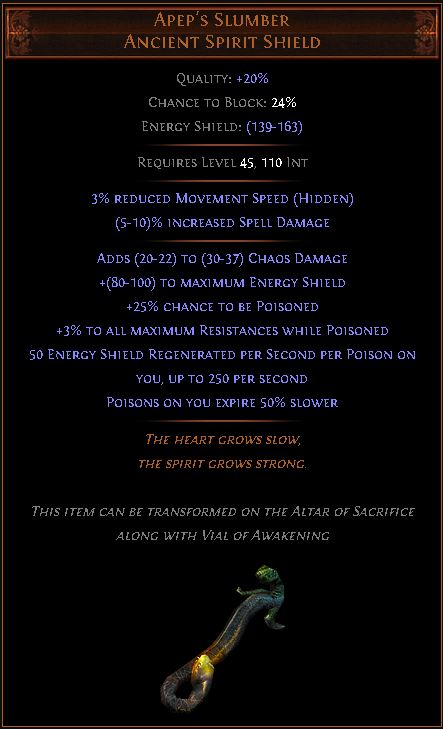 Apep's Slumber
Ancient Spirit Shield
Quality: +20%
Chance to Block: 24%
Energy Shield: (139-163)
Requires Level 45, 110 Int
3% reduced Movement Speed (Hidden)
(5-10)% increased Spell Damage
Adds (20-22) to (30-37) Chaos Damage
+(80-100) to maximum Energy Shield
+25% chance to be Poisoned
+3% to all maximum Resistances while Poisoned
50 Energy Shield Regenerated per Second per Poison on
you, up to 250 per second
Poisons on you expire 50% slower
The heart grows slow,
the spirit grows strong.
This item can be transformed on the Altar of Sacrifice
along with Vial of Awakening